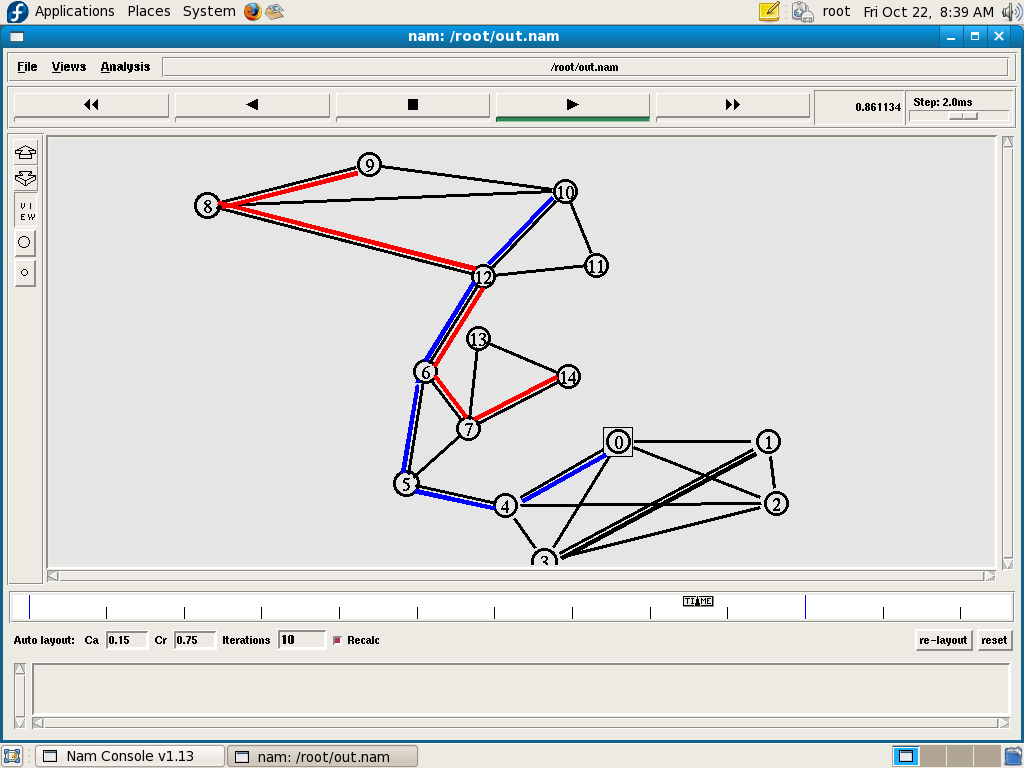 Applications Places System root Fri Oct 22, 8:39 AM
nam: /root/out.nam
File Views Analysis /root/out.nam
0.861134 Step: 2.0ms
9
10
8
VI
EW
11
12
13
6
14
7
0
1
5
2
4
3
TIME
Auto layout: Ca 0.15 Cr 0.75 Iterations 10 Recalc re-layout reset
Nam Console v1.13 nam: /root/out.nam